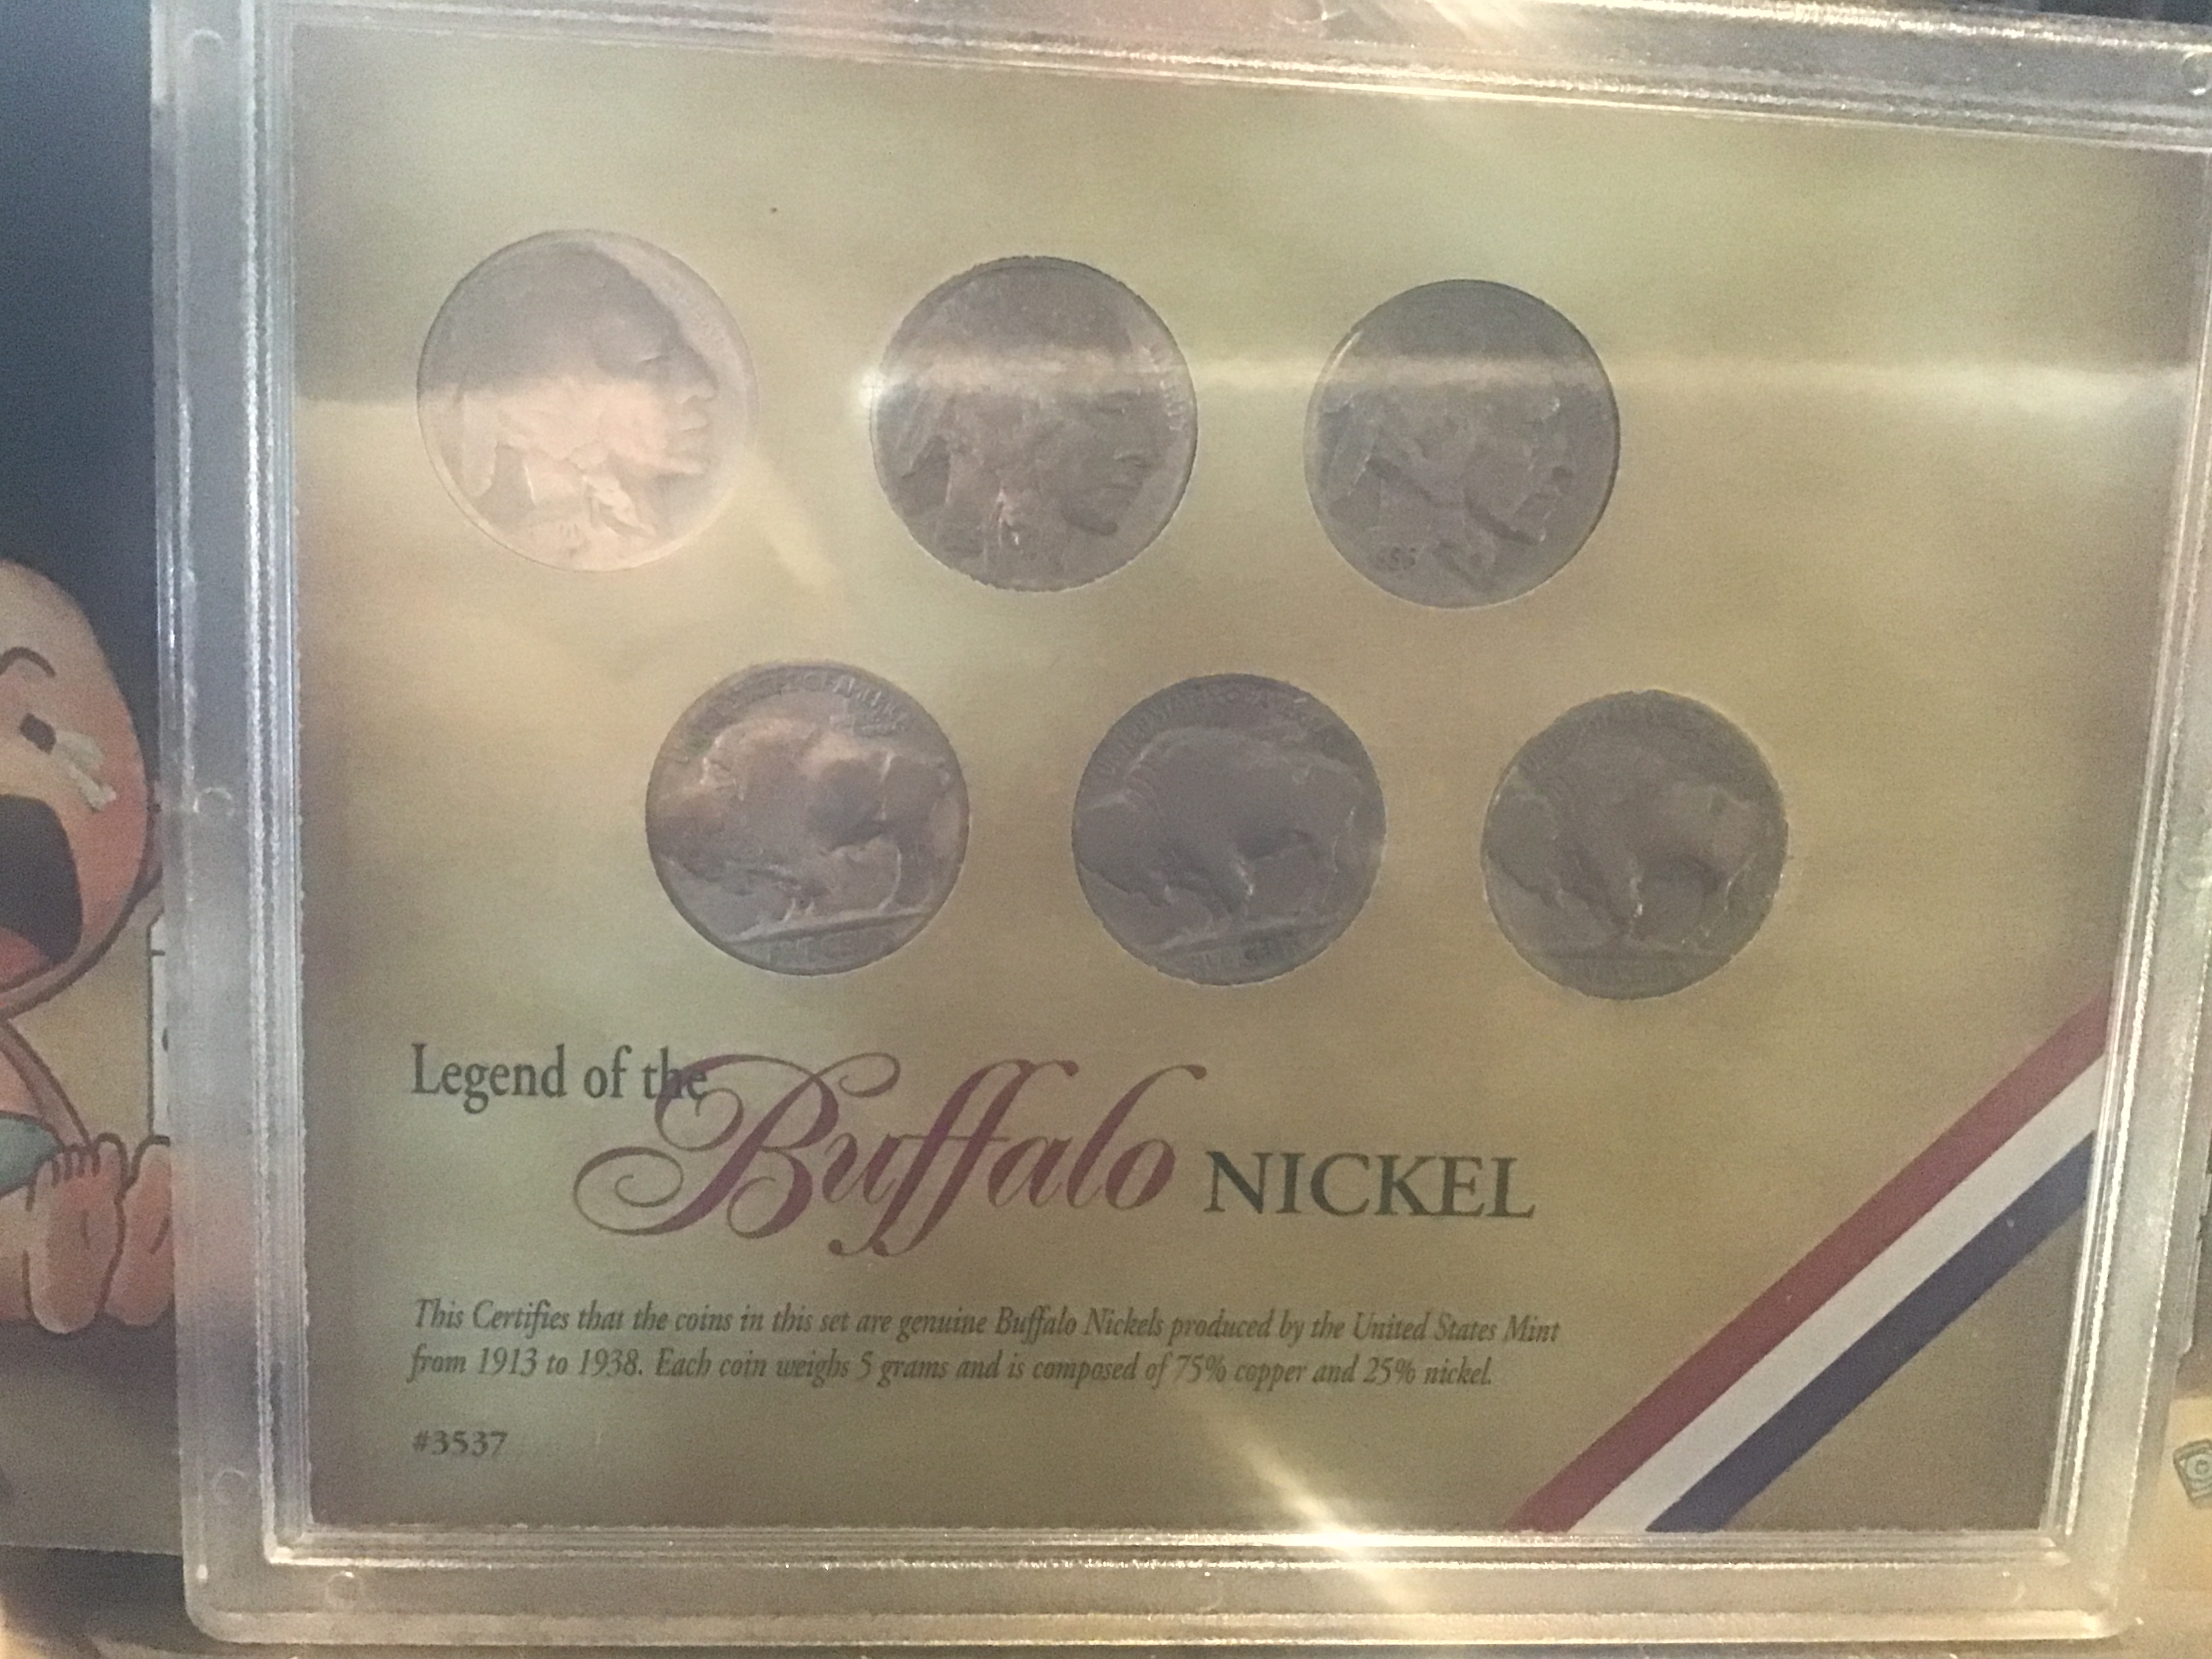 Legend of the
Buffalo NICKEL
This Certifies that the coins in this set are genuine Buffalo Nickels produced by the United States Mint
from 1913 to 1938. Each coin weighs 5 grams and is composed of 75% copper and 25% nickel.
#3537